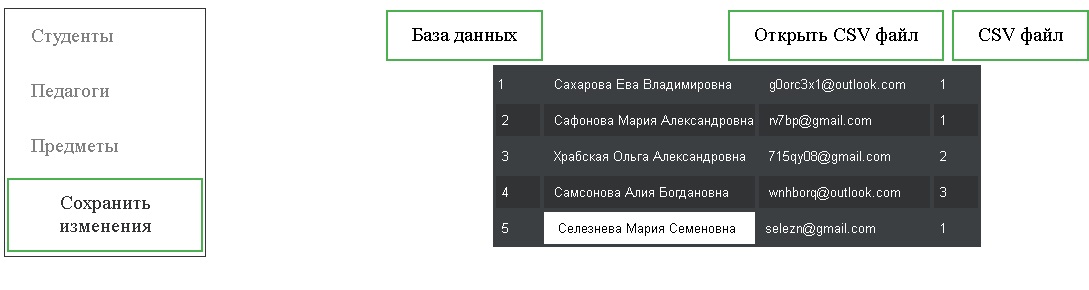 Студенты
Педагоги
Предметы
Сохранить
изменения
База данных
Открыть CSV файл
CSV файл
1 Сахарова Ева Владимировна g0orc3x1@outlook.com 1
2 Сафонова Мария Александровна rv7bp@gmail.com 1
3 Храбская Ольга Александровна 715qy08@gmail.com 2
4 Самсонова Алия Богдановна wnhborq@outlook.com 3
5 Селезнева Мария Семеновна selezn@gmail.com 1